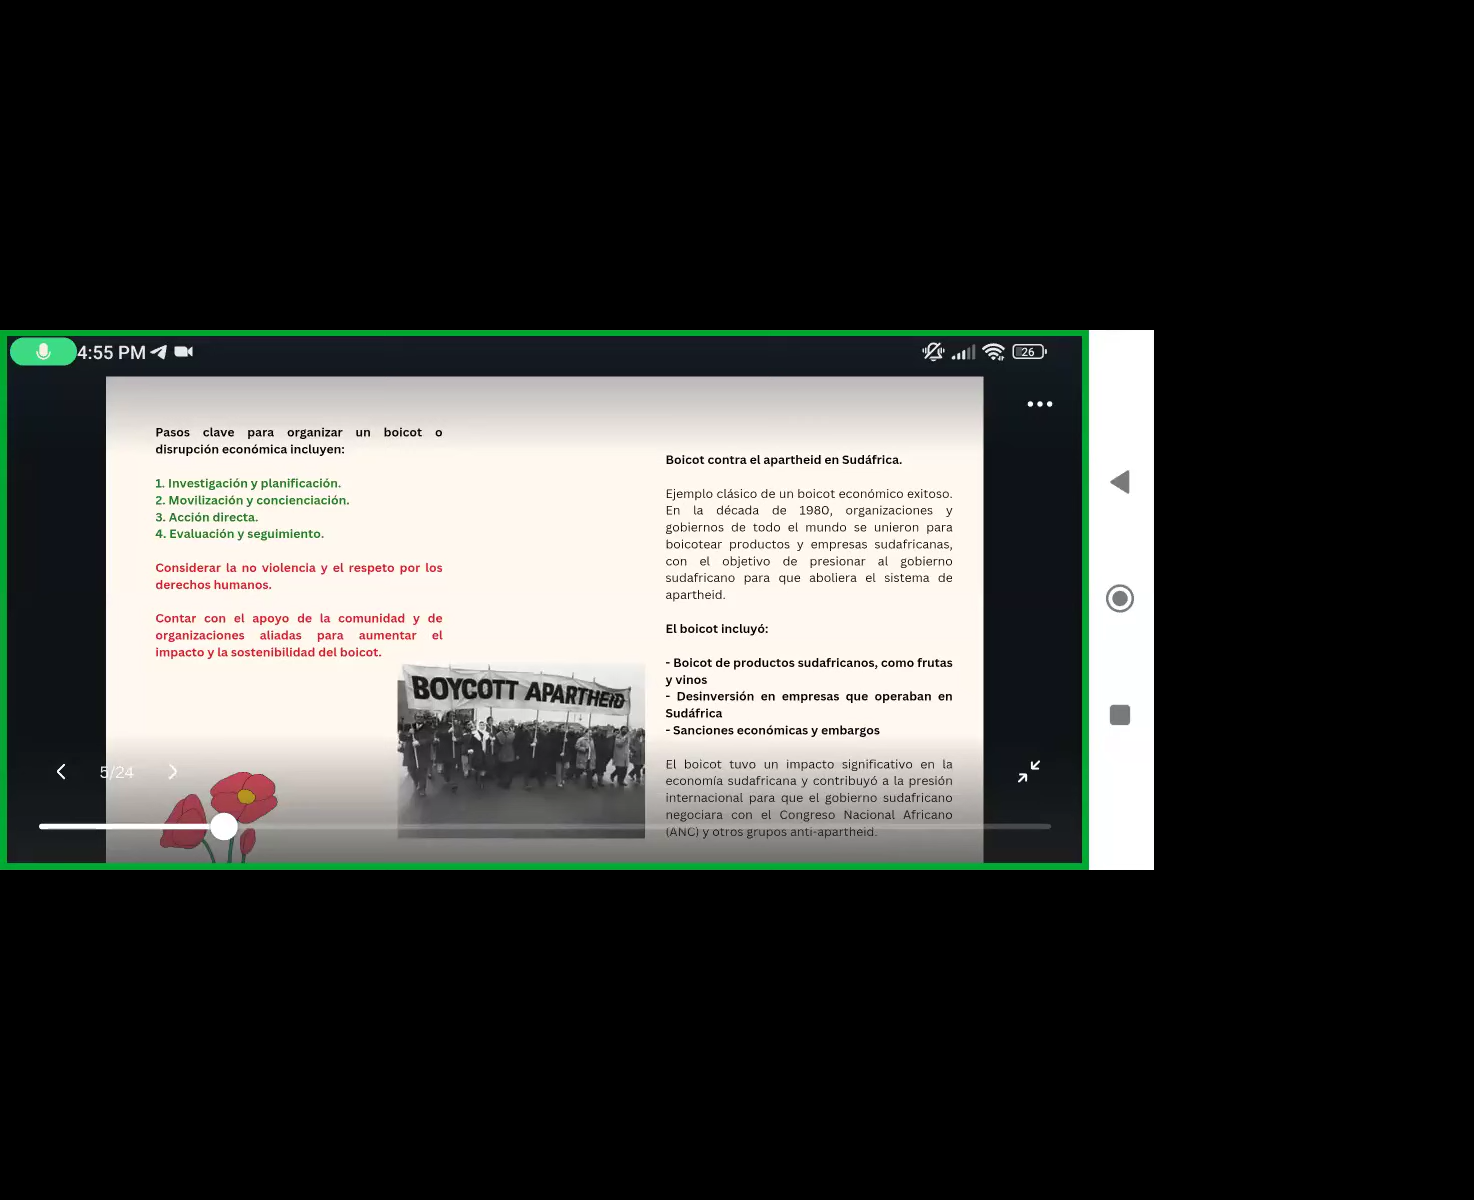 4:55 PM
26
Pasos clave para organizar un boicot o
disrupción económica incluyen:
1. Investigación y planificación.
2. Movilización y concienciación.
3. Acción directa.
4. Evaluación y seguimiento.
Considerar la no violencia y el respeto por los
derechos humanos.
Contar con el apoyo de la comunidad y de
organizaciones aliadas para aumentar el
impacto y la sostenibilidad del boicot.
BOYCOTT APARTHEID
Boicot contra el apartheid en Sudáfrica.
Ejemplo clásico de un boicot económico exitoso.
En la década de 1980, organizaciones y
gobiernos de todo el mundo se unieron para
boicotear productos y empresas sudafricanas,
con el objetivo de presionar al gobierno
sudafricano para que aboliera el sistema de
apartheid.
El boicot incluyó:
- Boicot de productos sudafricanos, como frutas
y vinos
- Desinversión en empresas que operaban en
Sudáfrica
- Sanciones económicas y embargos
El boicot tuvo un impacto significativo en la
economía sudafricana y contribuyó a la presión
internacional para que el gobierno sudafricano
negociara con el Congreso Nacional Africano
(ANC) y otros grupos anti-apartheid.
5/24